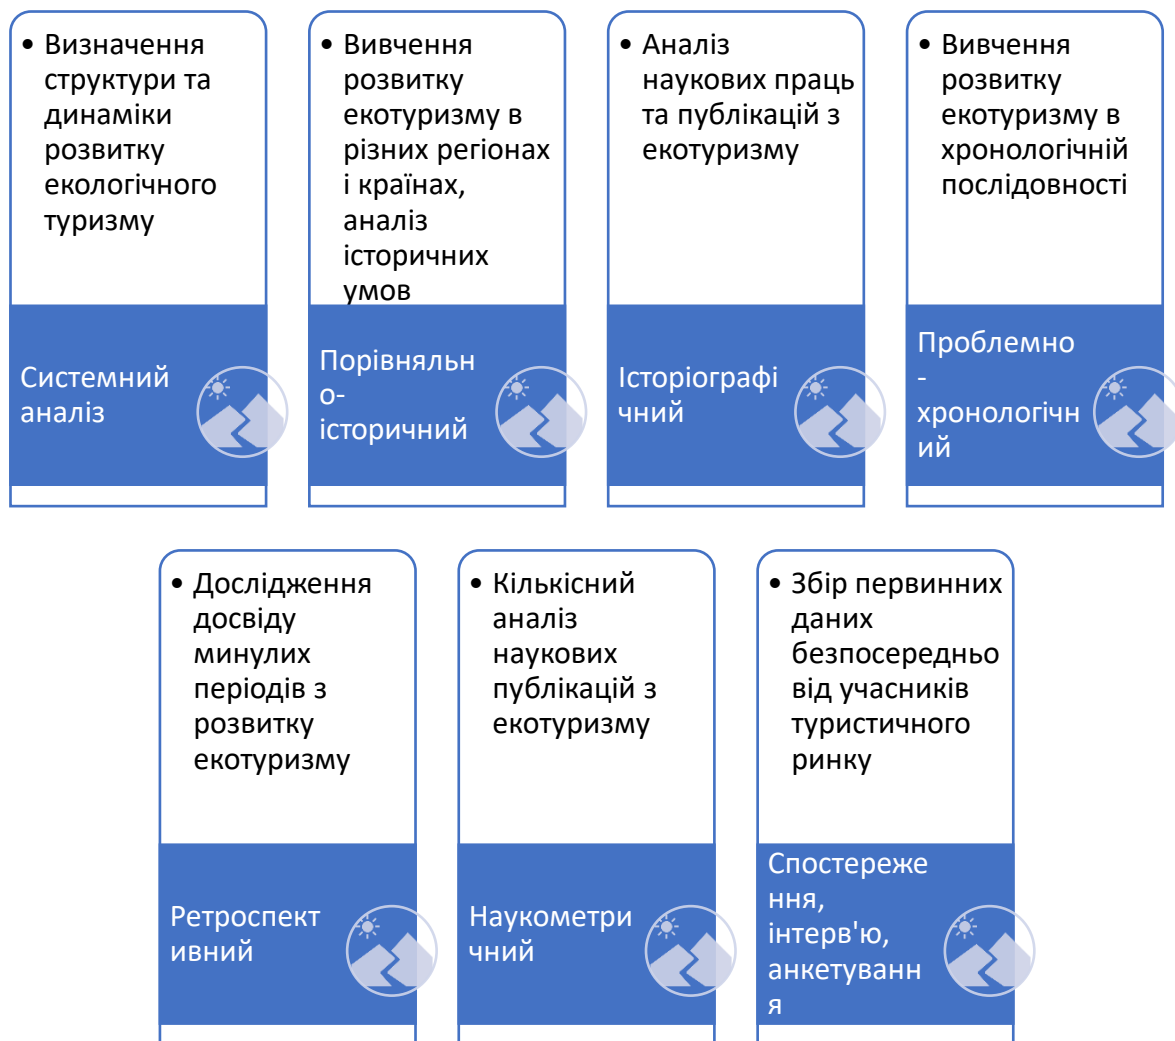 • Визначення
структури та
динаміки
розвитку
екологічного
туризму
Системний
аналіз
• Вивчення
розвитку
екотуризму в
різних регіонах
і країнах,
аналіз
історичних
умов
Порівняльн
о-
історичний
• Аналіз
наукових праць
та публікацій з
екотуризму
Історіографі
чний
• Вивчення
розвитку
екотуризму в
хронологічній
послідовності
Проблемно
-
хронологічн
ий
• Дослідження
досвіду
минулих
періодів з
розвитку
екотуризму
Ретроспект
ивний
• Кількісний
аналіз
наукових
публікацій з
екотуризму
Наукометри
чний
• Збір первинних
даних
безпосередньо
від учасників
туристичного
ринку
Спостереже
ння,
інтерв'ю,
анкетуванн
я